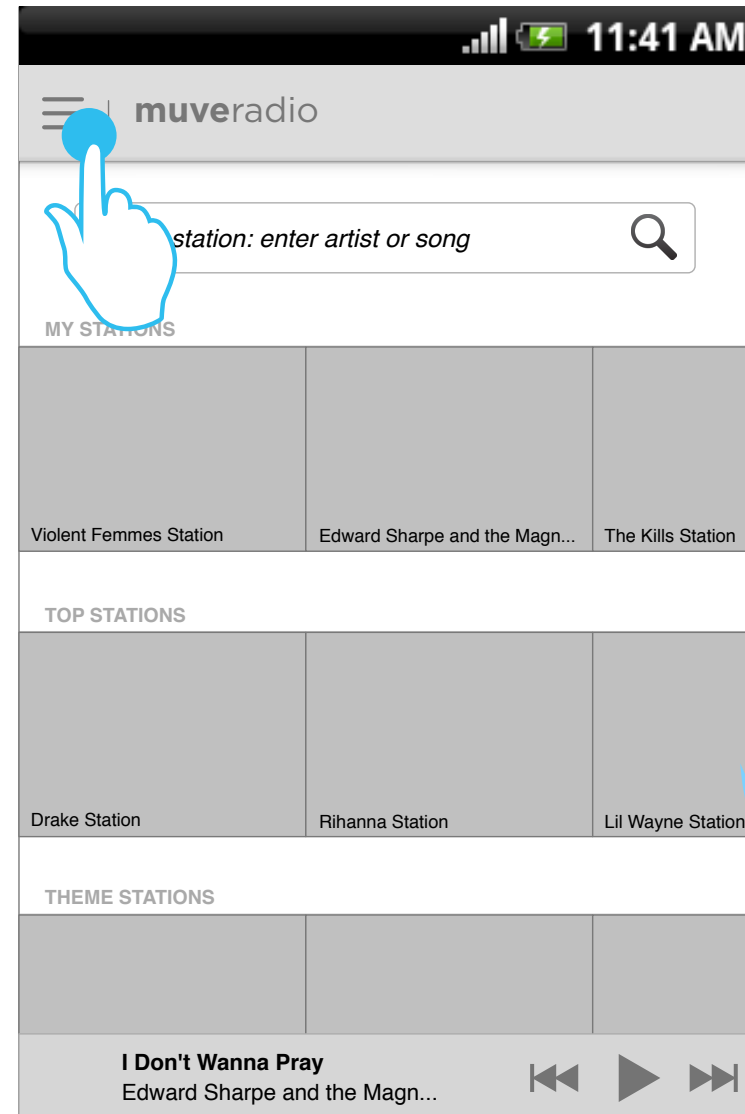 11:41 AM
muveradio
station: enter artist or song
MY STATIONS
Violent Femmes Station
Edward Sharpe and the Magn...
The Kills Station
TOP STATIONS
Drake Station
Rihanna Station
Lil Wayne Station
THEME STATIONS
I Don't Wanna Pray
Edward Sharpe and the Magn...